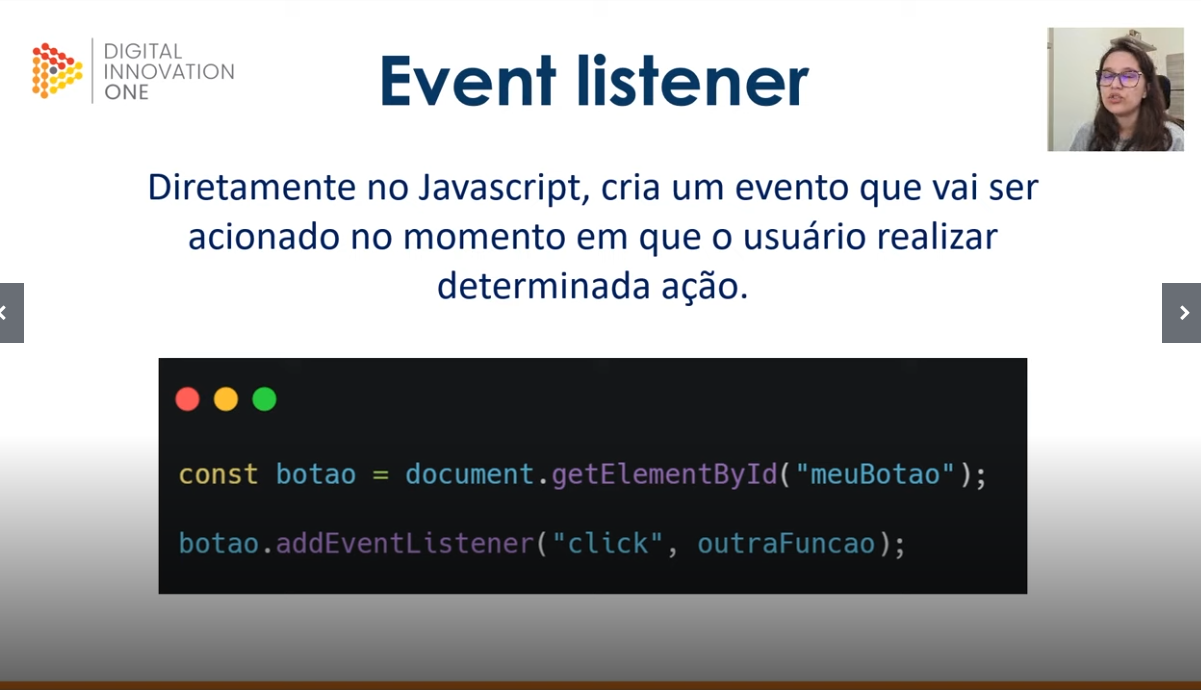 DIGITAL
INNOVATION
ONE
Event listener
Diretamente no Javascript, cria um evento que vai ser
acionado no momento em que o usuário realizar
determinada ação.
const botao = document.getElementById("meuBotao");
botao.addEventListener("click", outraFuncao);